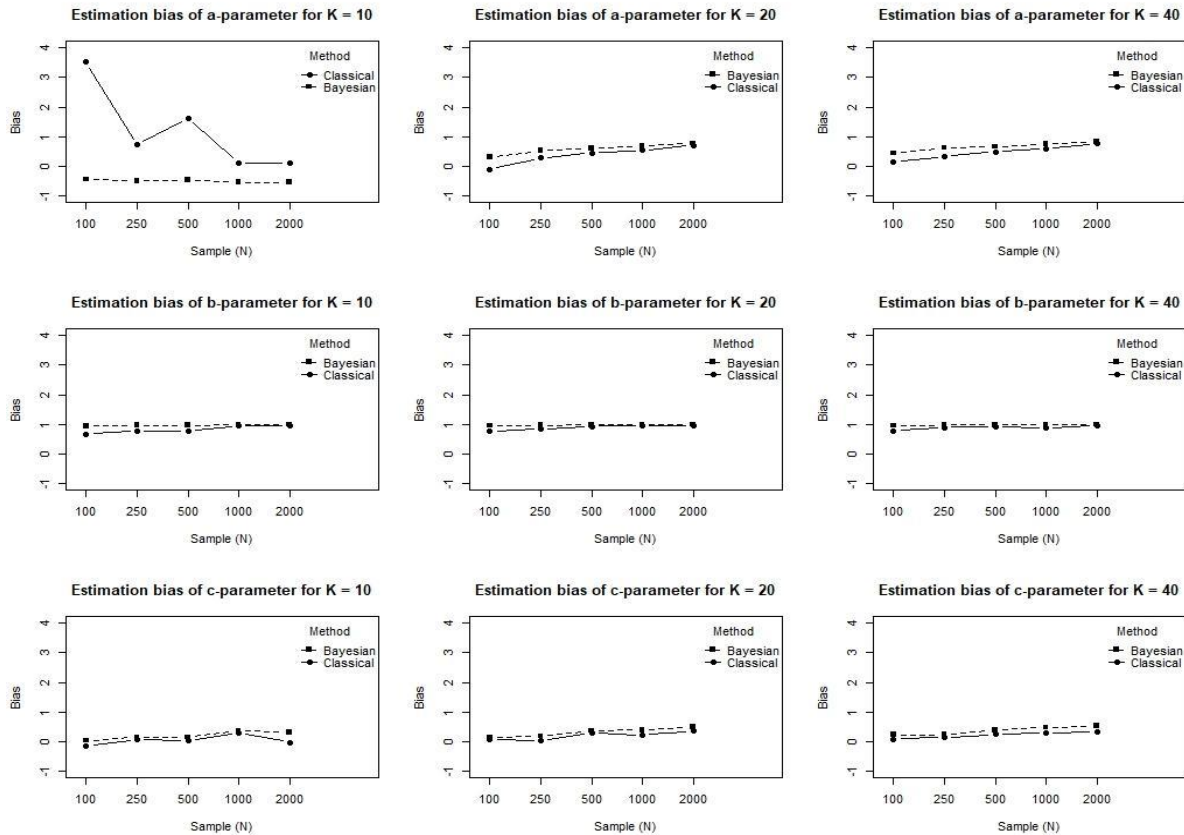 Estimation bias of a-parameter for K = 10
4
3
2
1
0
-1
Bias
Method
Classical
Bayesian
100 250 500 1000 2000
Sample (N)
Estimation bias of a-parameter for K = 20
4
3
2
1
0
-1
Bias
Method
Bayesian
Classical
100 250 500 1000 2000
Sample (N)
Estimation bias of a-parameter for K = 40
4
3
2
1
0
-1
Bias
Method
Bayesian
Classical
100 250 500 1000 2000
Sample (N)
Estimation bias of b-parameter for K = 10
4
3
2
1
0
-1
Bias
Method
Bayesian
Classical
100 250 500 1000 2000
Sample (N)
Estimation bias of b-parameter for K = 20
4
3
2
1
0
-1
Bias
Method
Bayesian
Classical
100 250 500 1000 2000
Sample (N)
Estimation bias of b-parameter for K = 40
4
3
2
1
0
-1
Bias
Method
Bayesian
Classical
100 250 500 1000 2000
Sample (N)
Estimation bias of c-parameter for K = 10
4
3
2
1
0
-1
Bias
Method
Bayesian
Classical
100 250 500 1000 2000
Sample (N)
Estimation bias of c-parameter for K = 20
4
3
2
1
0
-1
Bias
Method
Bayesian
Classical
100 250 500 1000 2000
Sample (N)
Estimation bias of c-parameter for K = 40
4
3
2
1
0
-1
Bias
Method
Bayesian
Classical
100 250 500 1000 2000
Sample (N)